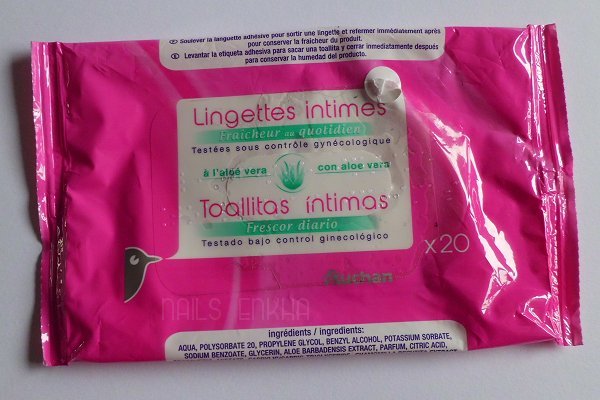 Soulever la languette adhésive pour sortir une lingette et refermer immédiatement après
pour conserver la fraicheur du produit.
Levantar la etiqueta adhesiva para sacar una toallita y cerrar inmediatamente después
para conservar la humedad del producto.
Lingettes intimes
Fraîcheur au quotidien
Testées sous contrôle gynécologique
à l'aloé vera con aloe vera
Toallitas íntimas
Frescor diario
Testado bajo control ginecológico
x20
Auchan
NAILS JENKHA
ingrédients / ingredients:
AQUA, POLYSORBATE 20, PROPYLENE GLYCOL, BENZYL ALCOHOL, POTASSIUM SORBATE,
SODIUM BENZOATE, GLYCERIN, ALOE BARBADENSIS EXTRACT, PARFUM, CITRIC ACID,